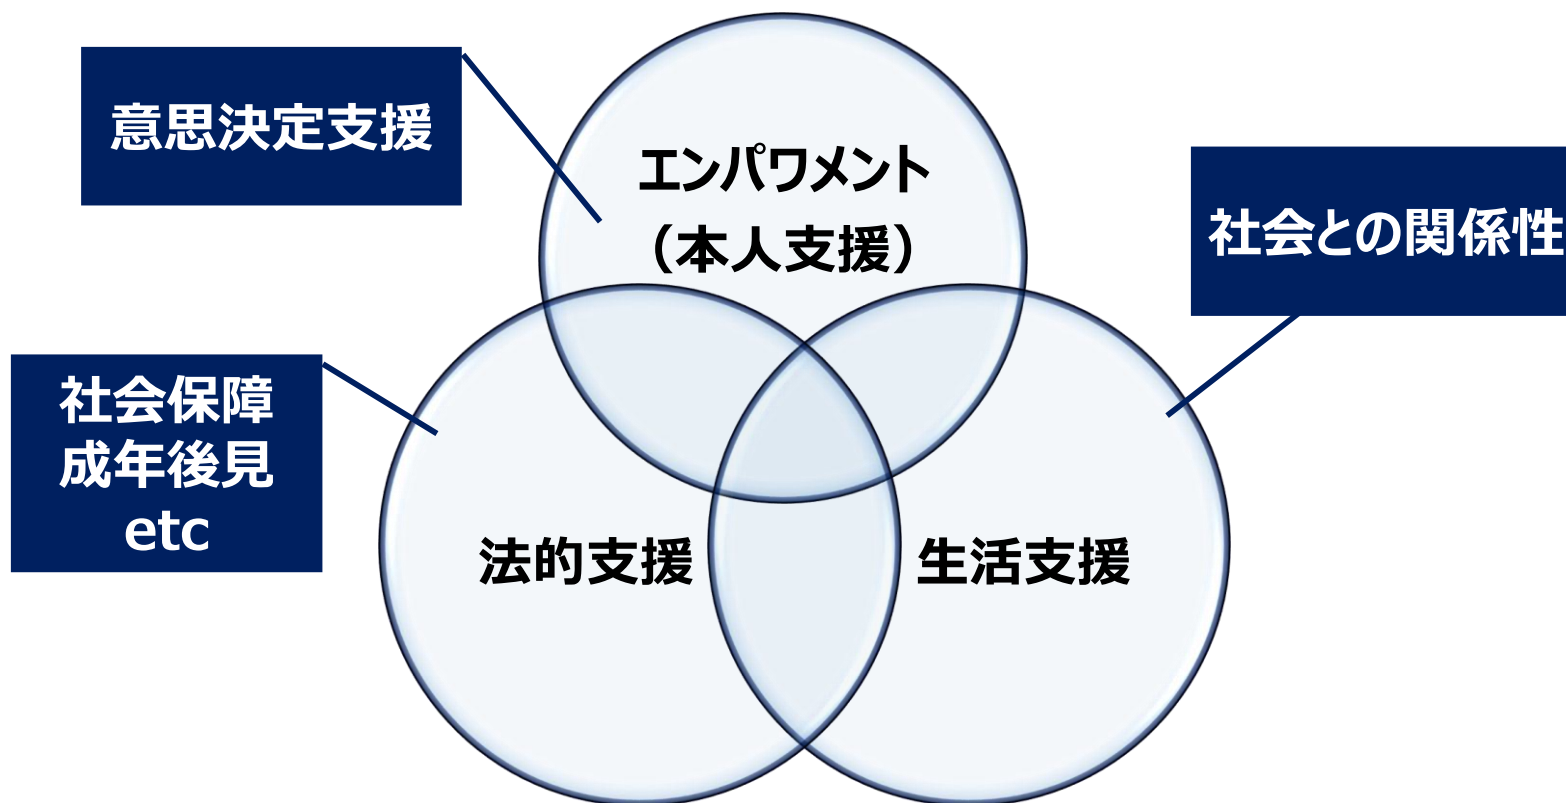 意思決定支援
エンパワメント
（本人支援）
社会との関係性
社会保障
成年後見
etc
法的支援
生活支援